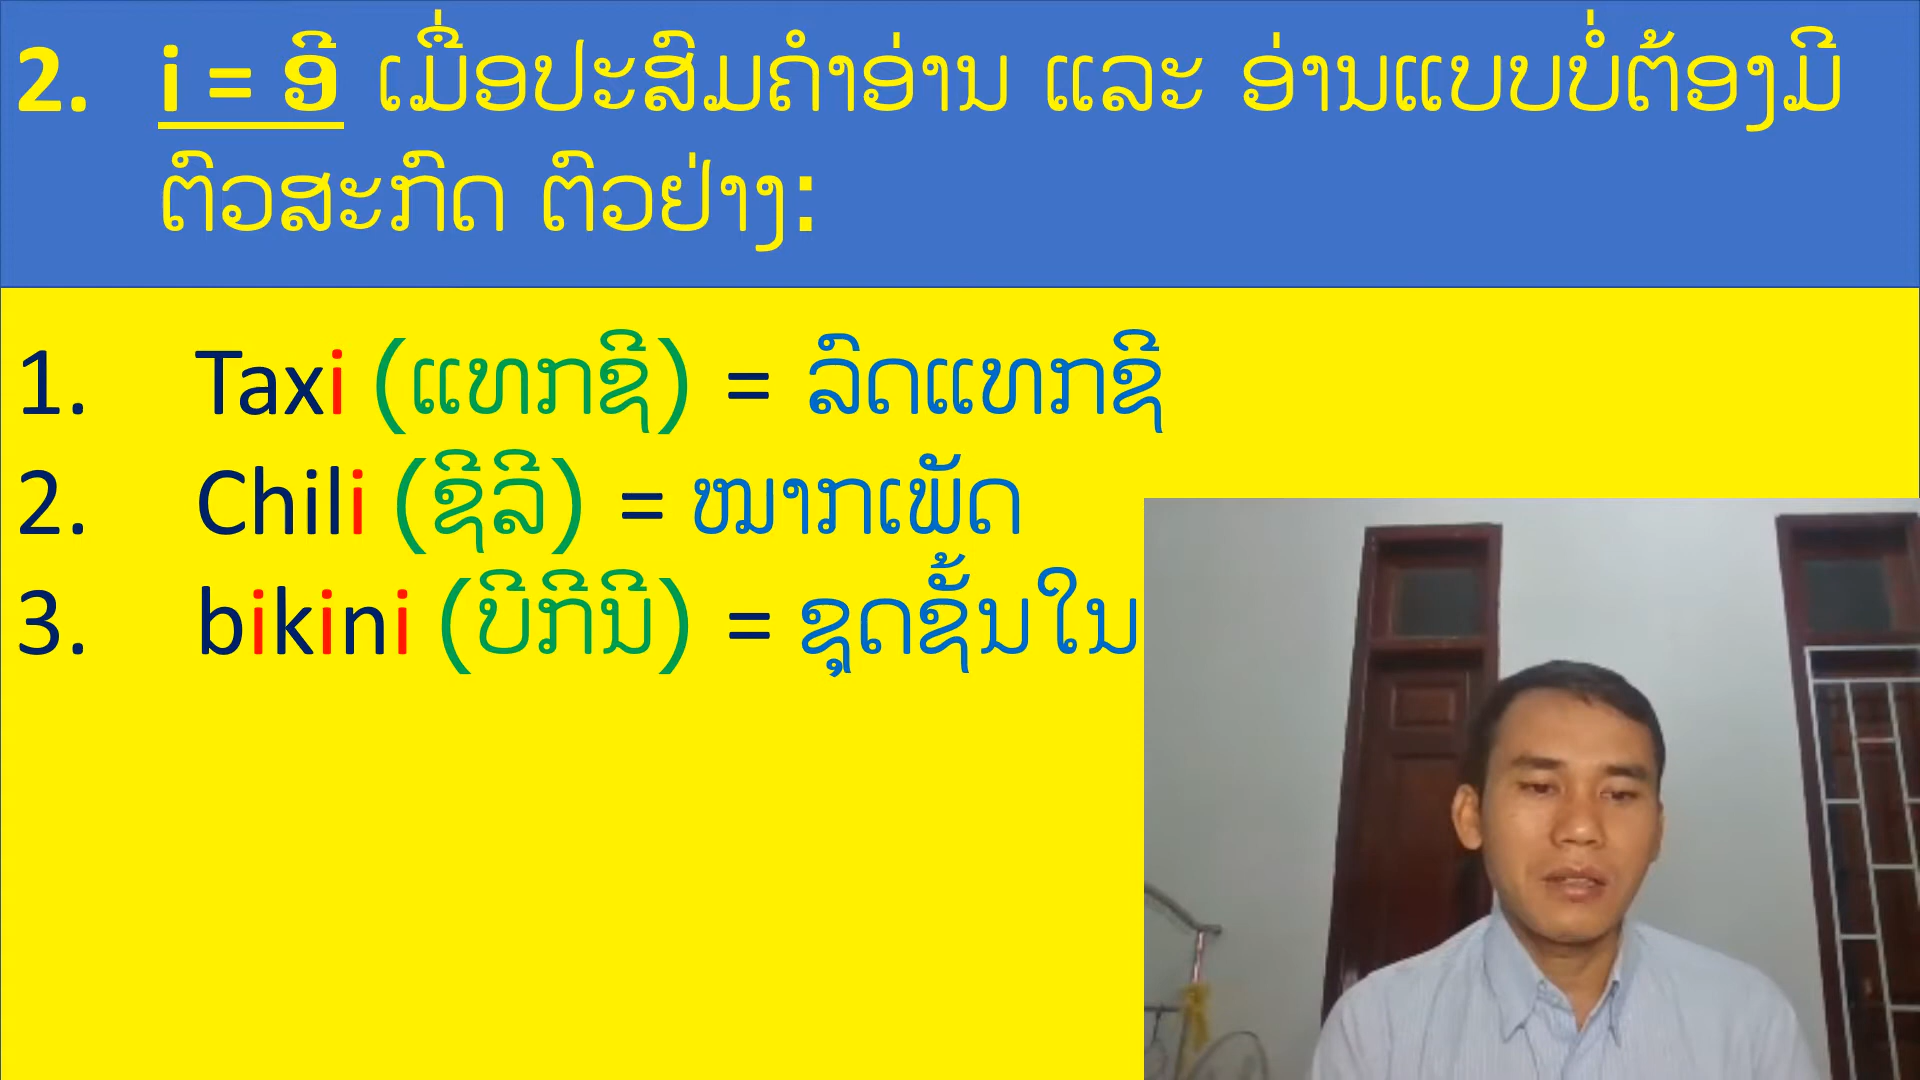 2. i = ອີ ເມື່ອປະສົມຄຳອ່ານ ແລະ ອ່ານແບບບໍ່ຕ້ອງມີ
ຕົວສະກົດ ຕົວຢ່າງ:
1. Taxi (ແທກຊີ) = ລົດແທກຊີ
2. Chili (ຊີລີ) = ໝາກເພັດ
3. bikini (ບີກີນີ) = ຊຸດຊັ້ນໃນ